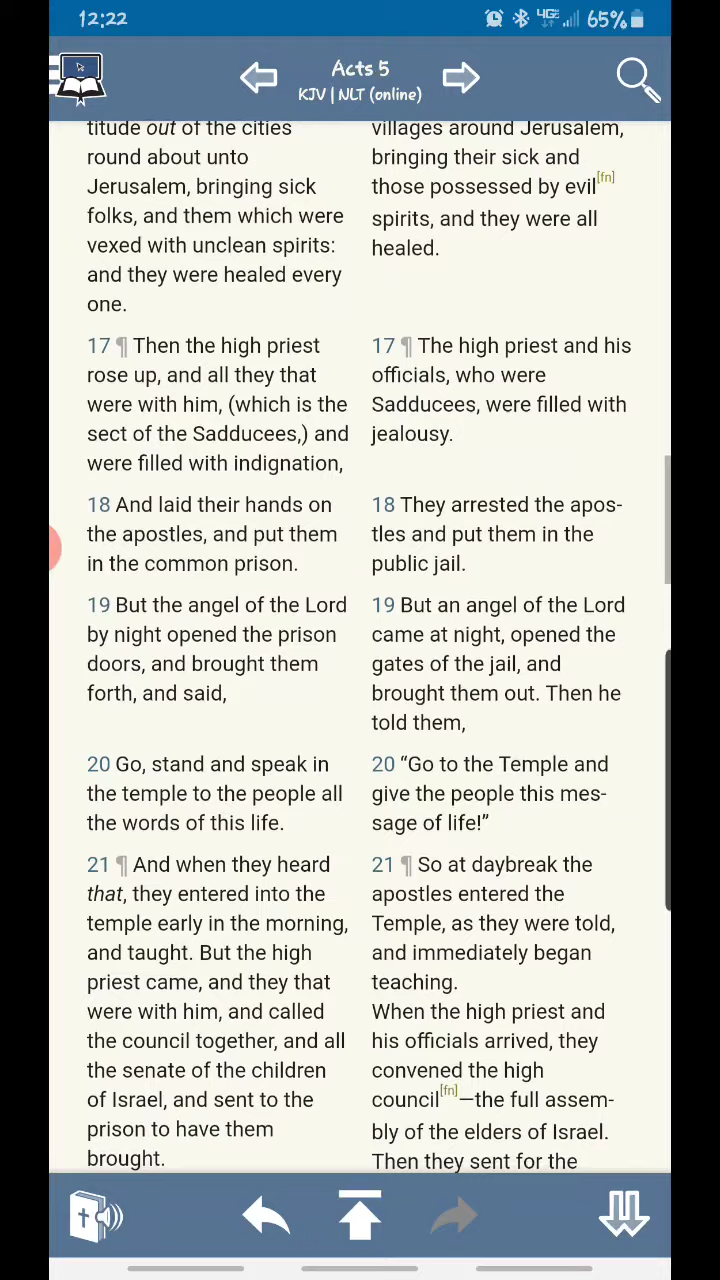 12:22
4GE 65%
Acts 5
KJV | NLT (online)
titude out of the cities
round about unto
Jerusalem, bringing sick
folks, and them which were
vexed with unclean spirits:
and they were healed every
one.
villages around Jerusalem,
bringing their sick and
those possessed by evil[fn]
spirits, and they were all
healed.
17 ¶ Then the high priest
rose up, and all they that
were with him, (which is the
sect of the Sadducees,) and
were filled with indignation,
17 ¶ The high priest and his
officials, who were
Sadducees, were filled with
jealousy.
18 And laid their hands on
the apostles, and put them
in the common prison.
18 They arrested the apos-
tles and put them in the
public jail.
19 But the angel of the Lord
by night opened the prison
doors, and brought them
forth, and said,
19 But an angel of the Lord
came at night, opened the
gates of the jail, and
brought them out. Then he
told them,
20 Go, stand and speak in
the temple to the people all
the words of this life.
20 “Go to the Temple and
give the people this mes-
sage of life!”
21 ¶ And when they heard
that, they entered into the
temple early in the morning,
and taught. But the high
priest came, and they that
were with him, and called
the council together, and all
the senate of the children
of Israel, and sent to the
prison to have them
brought.
21 ¶ So at daybreak the
apostles entered the
Temple, as they were told,
and immediately began
teaching.
When the high priest and
his officials arrived, they
convened the high
council[fn]—the full assem-
bly of the elders of Israel.
Then they sent for the